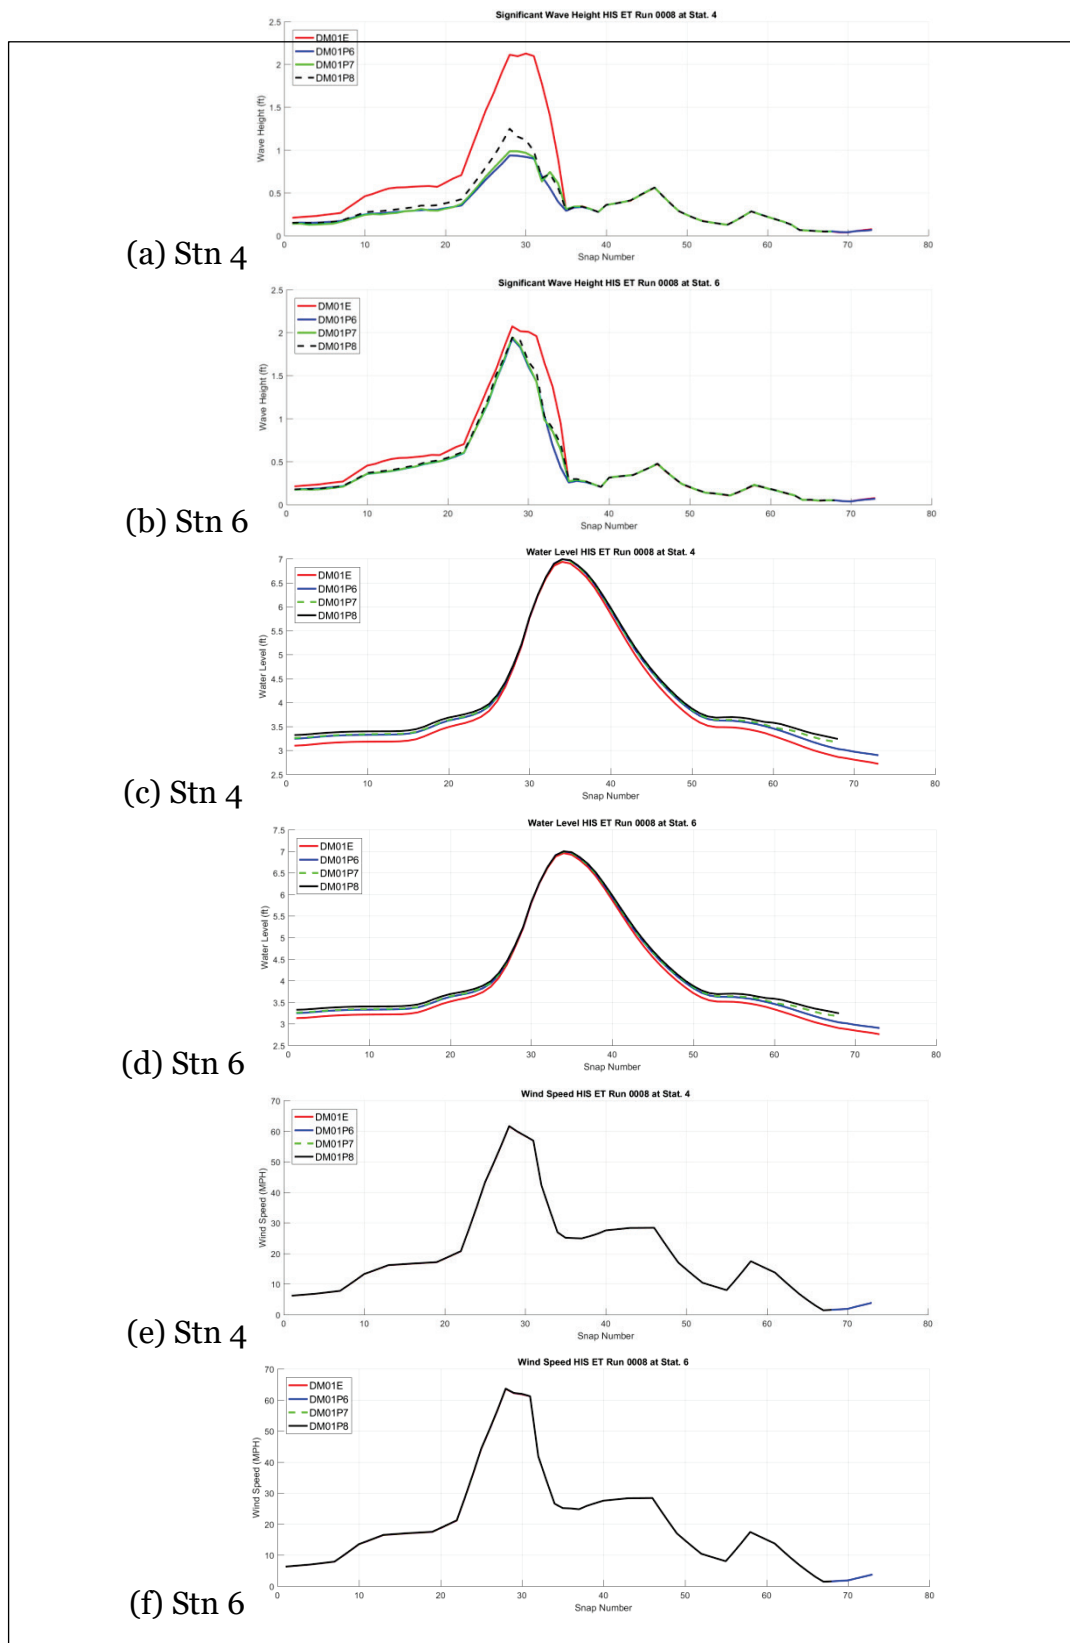 Significant Wave Height HIS ET Run 0008 at Stat. 4
DM01E
DM01P6
DM01P7
DM01P8
Wave Height (ft)
2.5
2
1.5
1
0.5
0
0 10 20 30 40 50 60 70 80
Snap Number
(a) Stn 4
Significant Wave Height HIS ET Run 0008 at Stat. 6
DM01E
DM01P6
DM01P7
DM01P8
Wave Height (ft)
2.5
2
1.5
1
0.5
0
0 10 20 30 40 50 60 70 80
Snap Number
(b) Stn 6
Water Level HIS ET Run 0008 at Stat. 4
DM01E
DM01P6
DM01P7
DM01P8
Water Level (ft)
7
6.5
6
5.5
5
4.5
4
3.5
3
2.5
0 10 20 30 40 50 60 70 80
Snap Number
(c) Stn 4
Water Level HIS ET Run 0008 at Stat. 6
DM01E
DM01P6
DM01P7
DM01P8
Water Level (ft)
7.5
7
6.5
6
5.5
5
4.5
4
3.5
3
2.5
0 10 20 30 40 50 60 70 80
Snap Number
(d) Stn 6
Wind Speed HIS ET Run 0008 at Stat. 4
DM01E
DM01P6
DM01P7
DM01P8
Wind Speed (MPH)
70
60
50
40
30
20
10
0
0 10 20 30 40 50 60 70 80
Snap Number
(e) Stn 4
Wind Speed HIS ET Run 0008 at Stat. 6
DM01E
DM01P6
DM01P7
DM01P8
Wind Speed (MPH)
70
60
50
40
30
20
10
0
0 10 20 30 40 50 60 70 80
Snap Number
(f) Stn 6